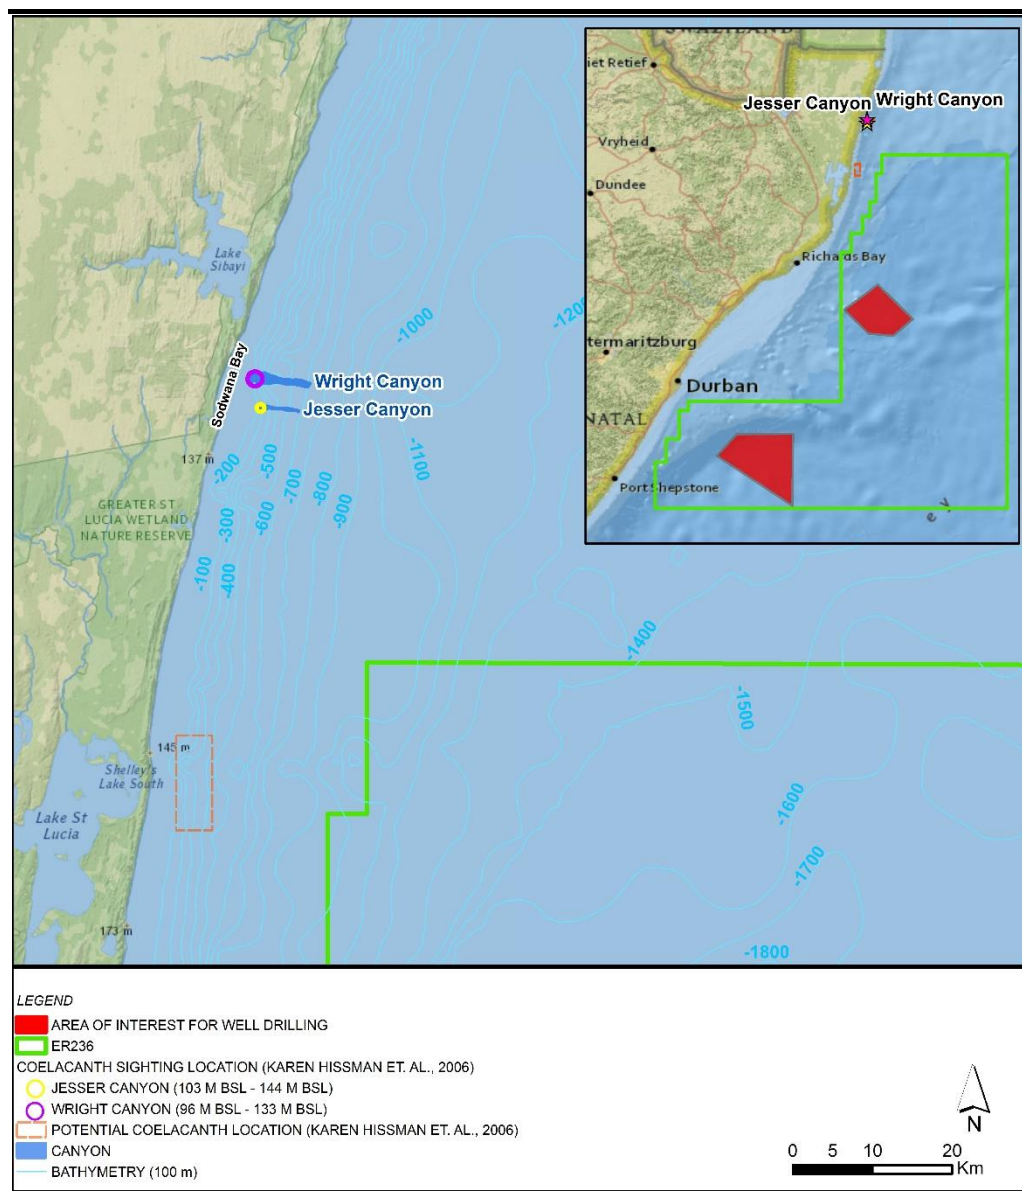 SWAZILAND
iet Retief
Jesser Canyon
Wright Canyon
Vryheid
Dundee
Richa ds Bay
termaritzburg
Durban
NATAL
Port Shepstone
e y
Lake
Sibayi
-1000
-1200
Sodwana Bay
Wright Canyon
Jesser Canyon
137 m
-200
-500
-700
-800
-900
-1100
GREATER ST
LUCIA WETLAND
NATURE RESERVE
-300
-600
-100
-400
-1400
-1500
145 m
Shelley's
Lake South
Lake St
Lucia
-1600
-1700
173 m
-1800
LEGEND
AREA OF INTEREST FOR WELL DRILLING
ER236
COELACANTH SIGHTING LOCATION (KAREN HISSMAN ET. AL., 2006)
JESSER CANYON (103 M BSL - 144 M BSL)
WRIGHT CANYON (96 M BSL - 133 M BSL)
POTENTIAL COELACANTH LOCATION (KAREN HISSMAN ET. AL., 2006)
CANYON
BATHYMETRY (100 m)
N
0 5 10 20
Km